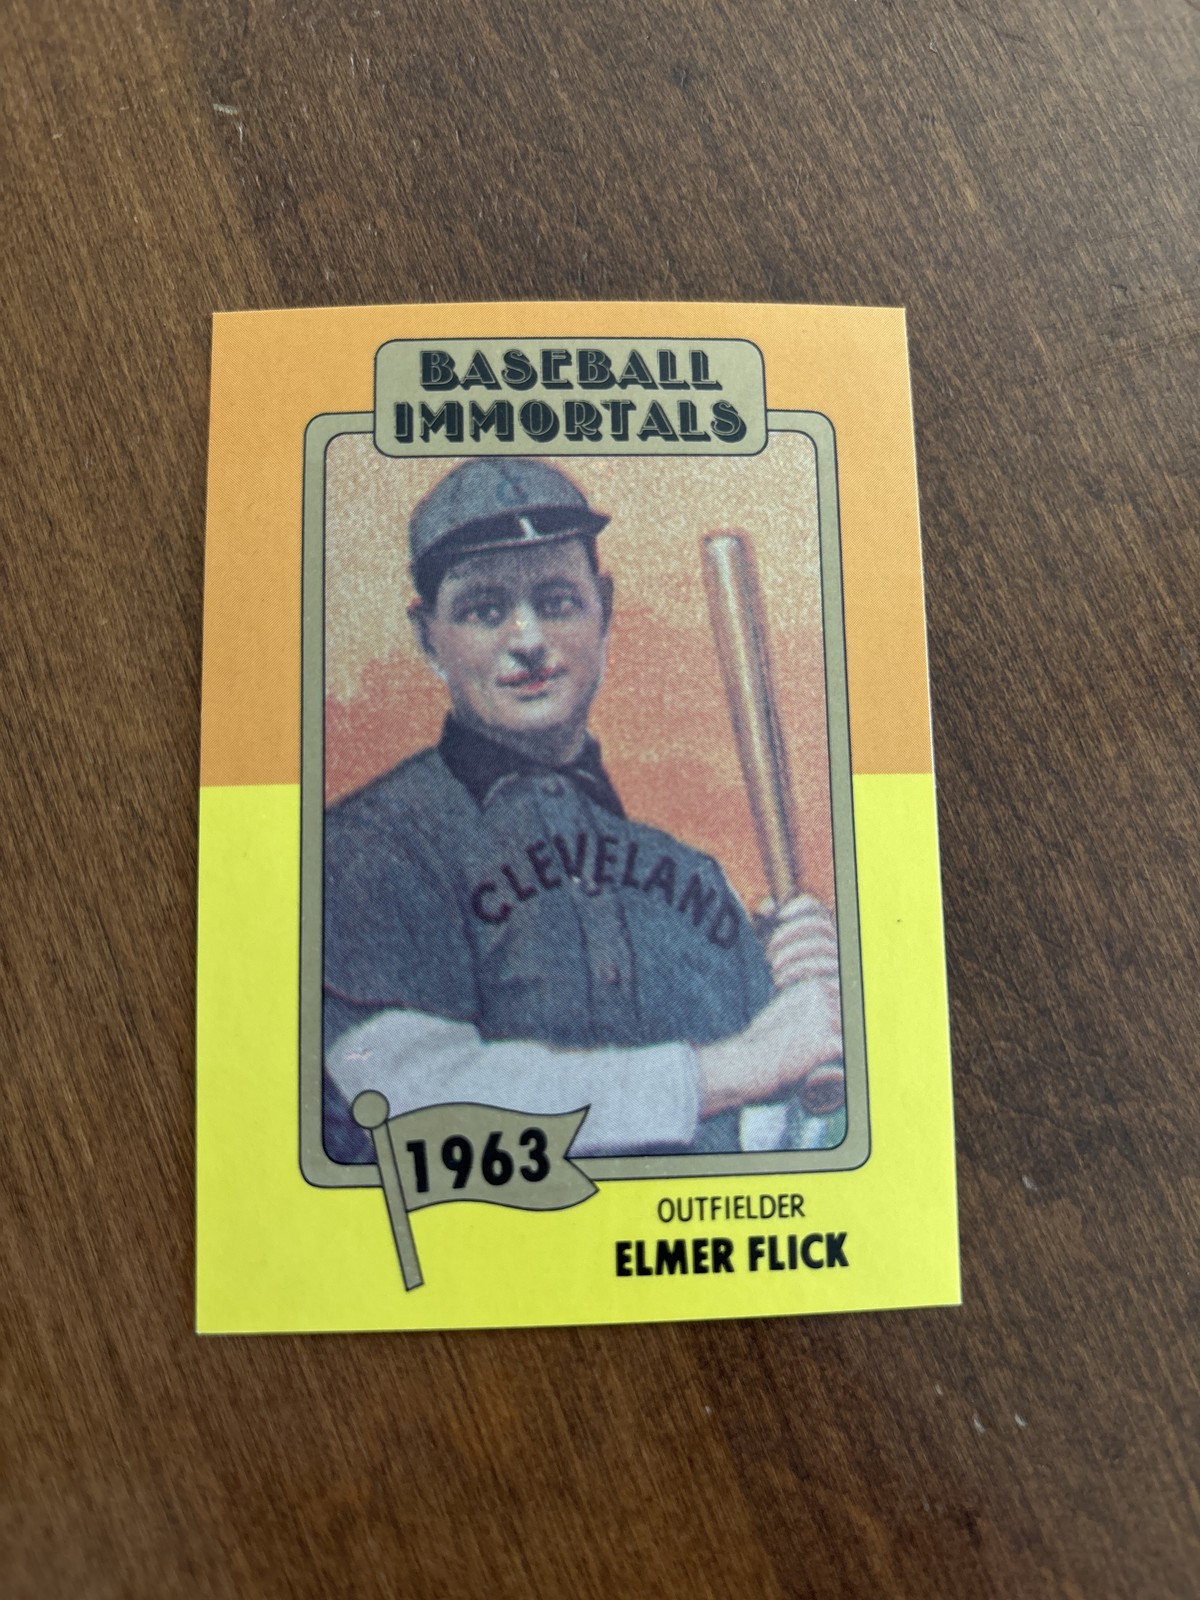 BASEBALL
IMMORTALS
CLEVELAND
1963
OUTFIELDER
ELMER FLICK